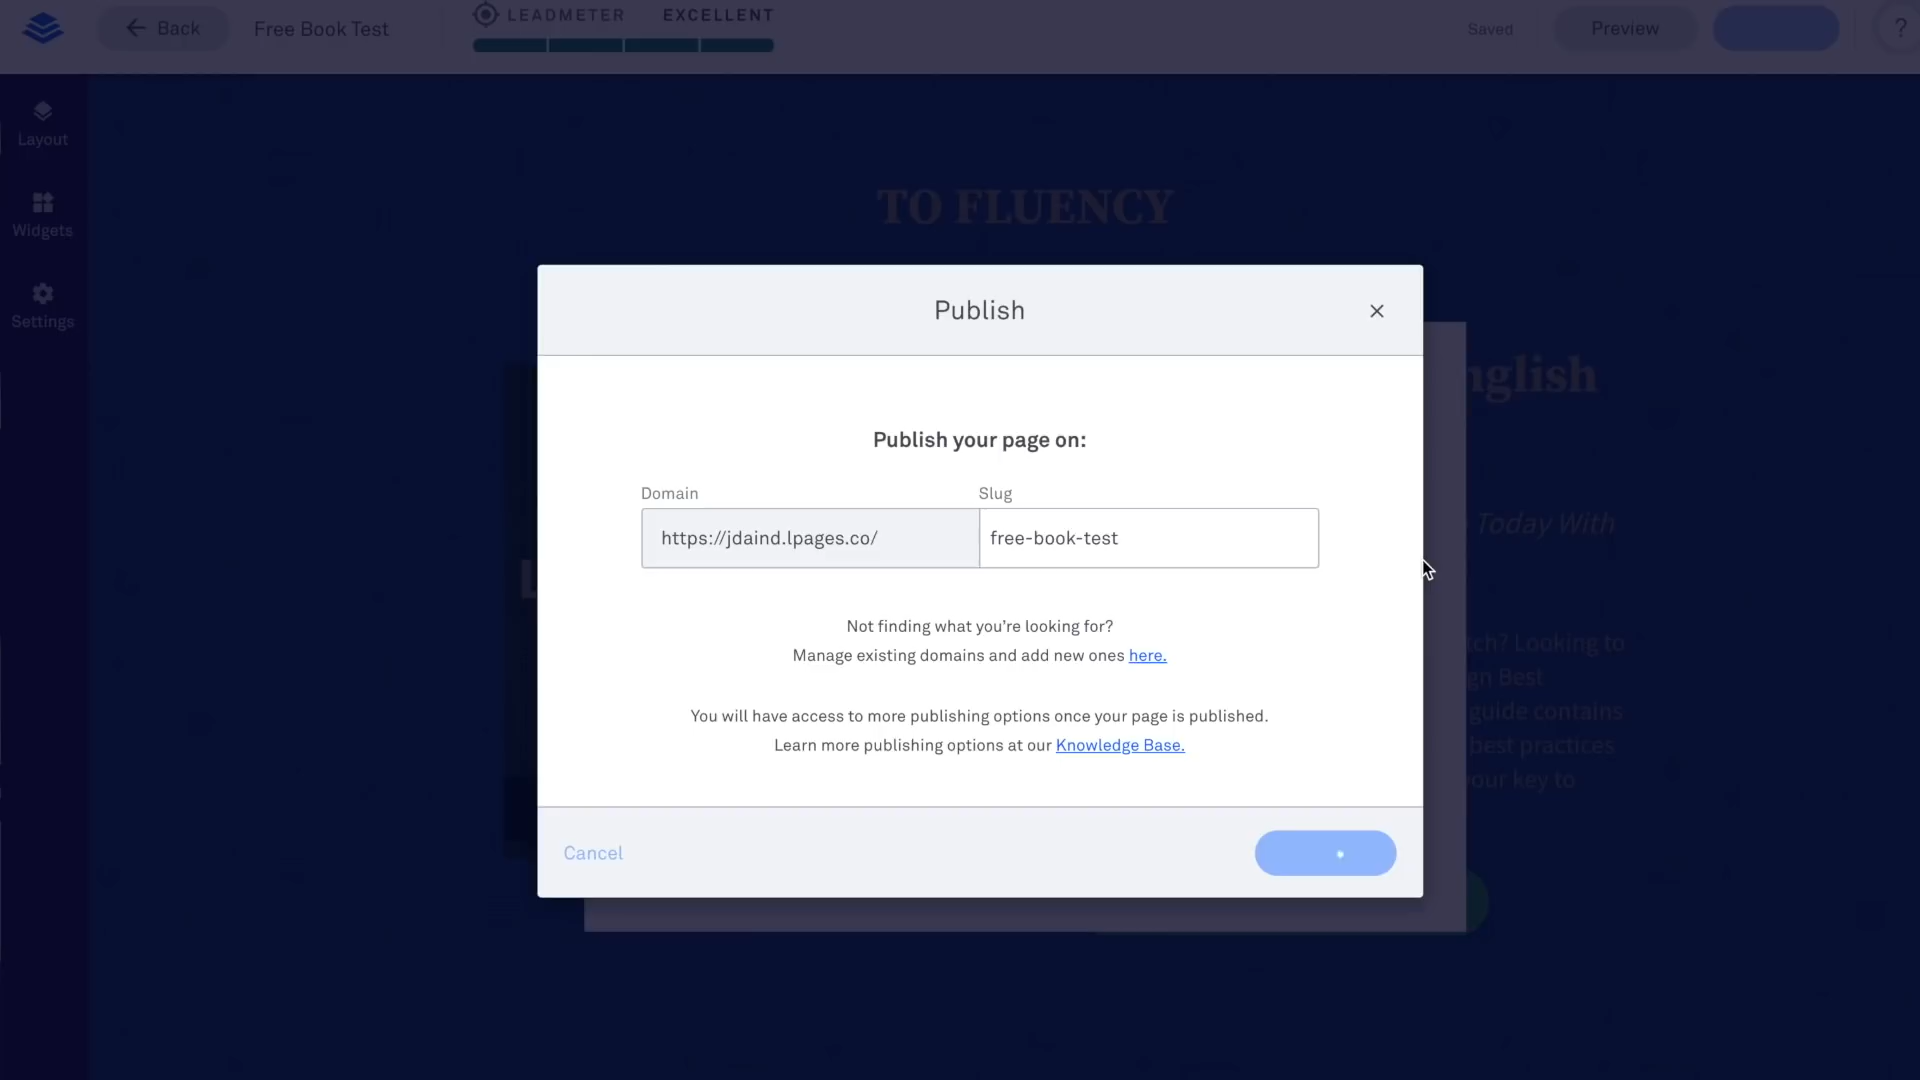 Back
Free Book Test
LEADMETER EXCELLENT
Saved
Preview
?
Layout
Widgets
Settings
TO FLUENCY
nglish
Today With
tch? Looking to
gn Best
guide contains
best practices
our key to
Publish
Publish your page on:
Domain
Slug
https://jdaind.lpages.co/
free-book-test
Not finding what you're looking for?
Manage existing domains and add new ones here.
You will have access to more publishing options once your page is published.
Learn more publishing options at our Knowledge Base.
Cancel